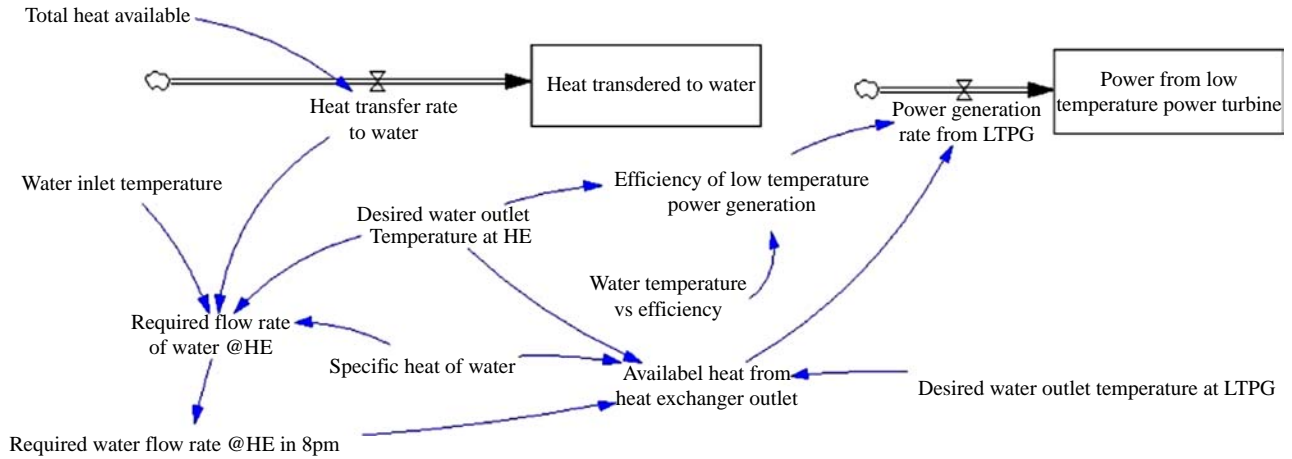 Total heat available
Heat transdered to water
Power from low
temperature power turbine
Heat transfer rate
to water
Power generation
rate from LTPG
Water inlet temperature
Efficiency of low temperature
power generation
Desired water outlet
Temperature at HE
Water temperature
vs efficiency
Required flow rate
of water @HE
Specific heat of water
Availabel heat from
heat exchanger outlet
Desired water outlet temperature at LTPG
Required water flow rate @HE in 8pm